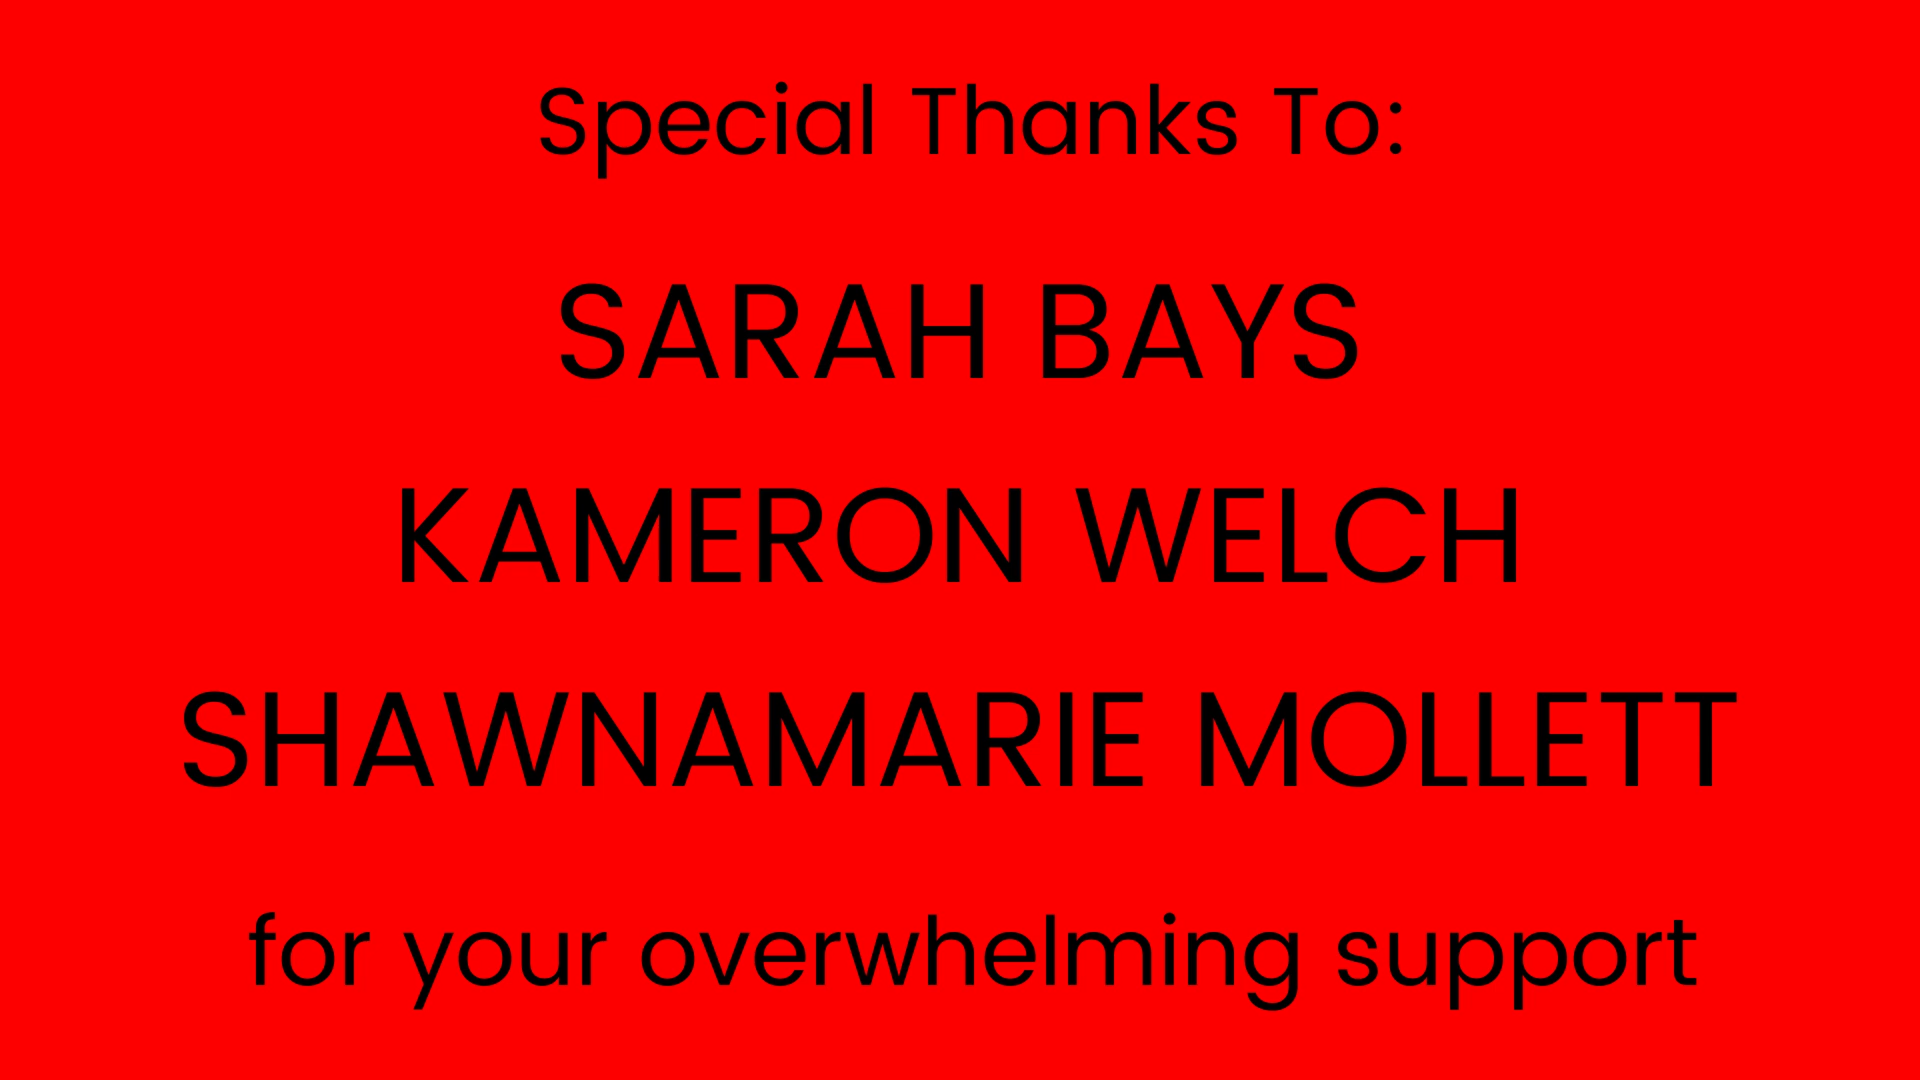 Special Thanks To:
SARAH BAYS
KAMERON WELCH
SHAWNAMARIE MOLLETT
for your overwhelming support